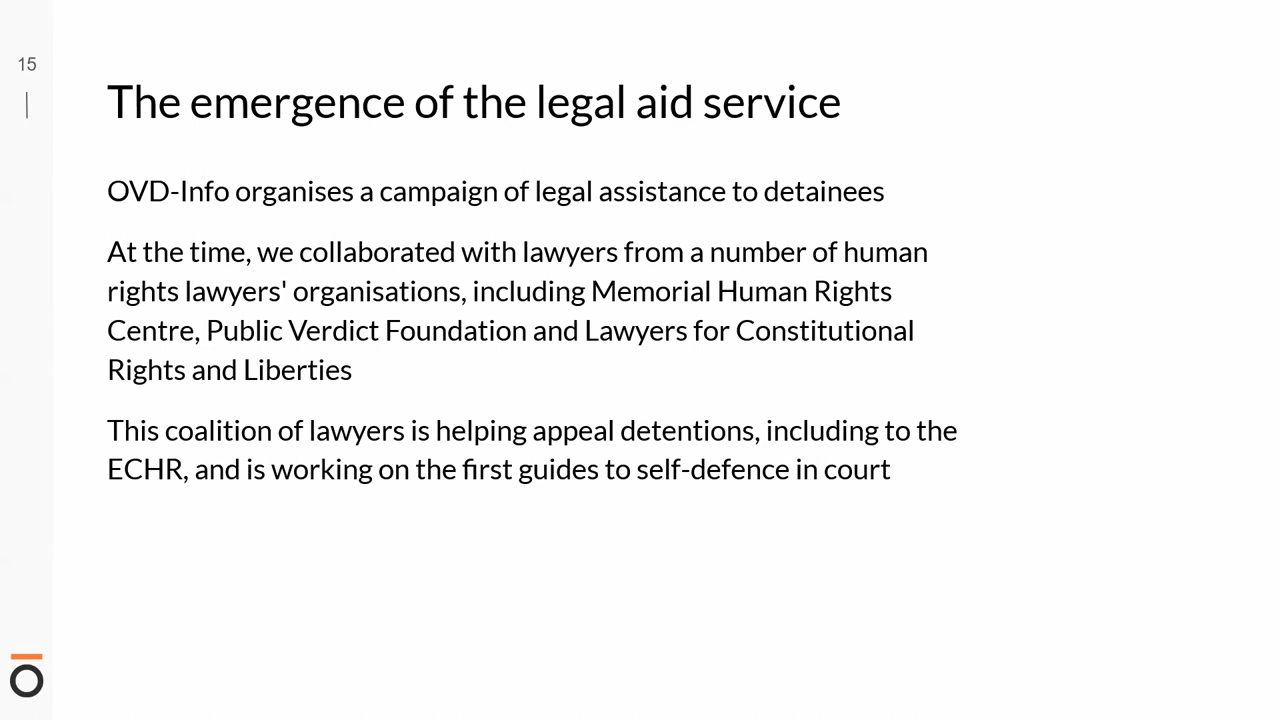 15
The emergence of the legal aid service
OVD-Info organises a campaign of legal assistance to detainees
At the time, we collaborated with lawyers from a number of human
rights lawyers' organisations, including Memorial Human Rights
Centre, Public Verdict Foundation and Lawyers for Constitutional
Rights and Liberties
This coalition of lawyers is helping appeal detentions, including to the
ECHR, and is working on the first guides to self-defence in court